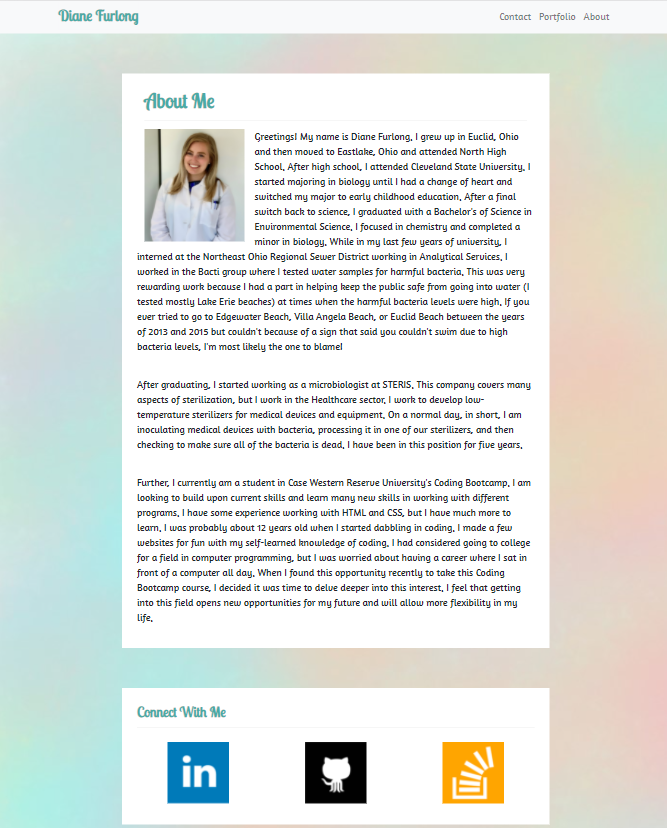 Diane Furlong
Contact Portfolio About
About Me
Greetings! My name is Diane Furlong. I grew up in Euclid, Ohio
and then moved to Eastlake, Ohio and attended North High
School. After high school, I attended Cleveland State University. I
started majoring in biology until I had a change of heart and
switched my major to early childhood education. After a final
switch back to science, I graduated with a Bachelor's of Science in
Environmental Science. I focused in chemistry and completed a
minor in biology. While in my last few years of university, I
interned at the Northeast Ohio Regional Sewer District working in Analytical Services. I
worked in the Bacti group where I tested water samples for harmful bacteria. This was very
rewarding work because I had a part in helping keep the public safe from going into water (I
tested mostly Lake Erie beaches) at times when the harmful bacteria levels were high. If you
ever tried to go to Edgewater Beach, Villa Angela Beach, or Euclid Beach between the years
of 2013 and 2015 but couldn't because of a sign that said you couldn't swim due to high
bacteria levels, I'm most likely the one to blame!
After graduating, I started working as a microbiologist at STERIS. This company covers many
aspects of sterilization, but I work in the Healthcare sector. I work to develop low-
temperature sterilizers for medical devices and equipment. On a normal day, in short, I am
inoculating medical devices with bacteria, processing it in one of our sterilizers, and then
checking to make sure all of the bacteria is dead. I have been in this position for five years.
Further, I currently am a student in Case Western Reserve University's Coding Bootcamp. I am
looking to build upon current skills and learn many new skills in working with different
programs. I have some experience working with HTML and CSS, but I have much more to
learn. I was probably about 12 years old when I started dabbling in coding. I made a few
websites for fun with my self-learned knowledge of coding. I had considered going to college
for a field in computer programming, but I was worried about having a career where I sat in
front of a computer all day. When I found this opportunity recently to take this Coding
Bootcamp course, I decided it was time to delve deeper into this interest. I feel that getting
into this field opens new opportunities for my future and will allow more flexibility in my
life.
Connect With Me
in